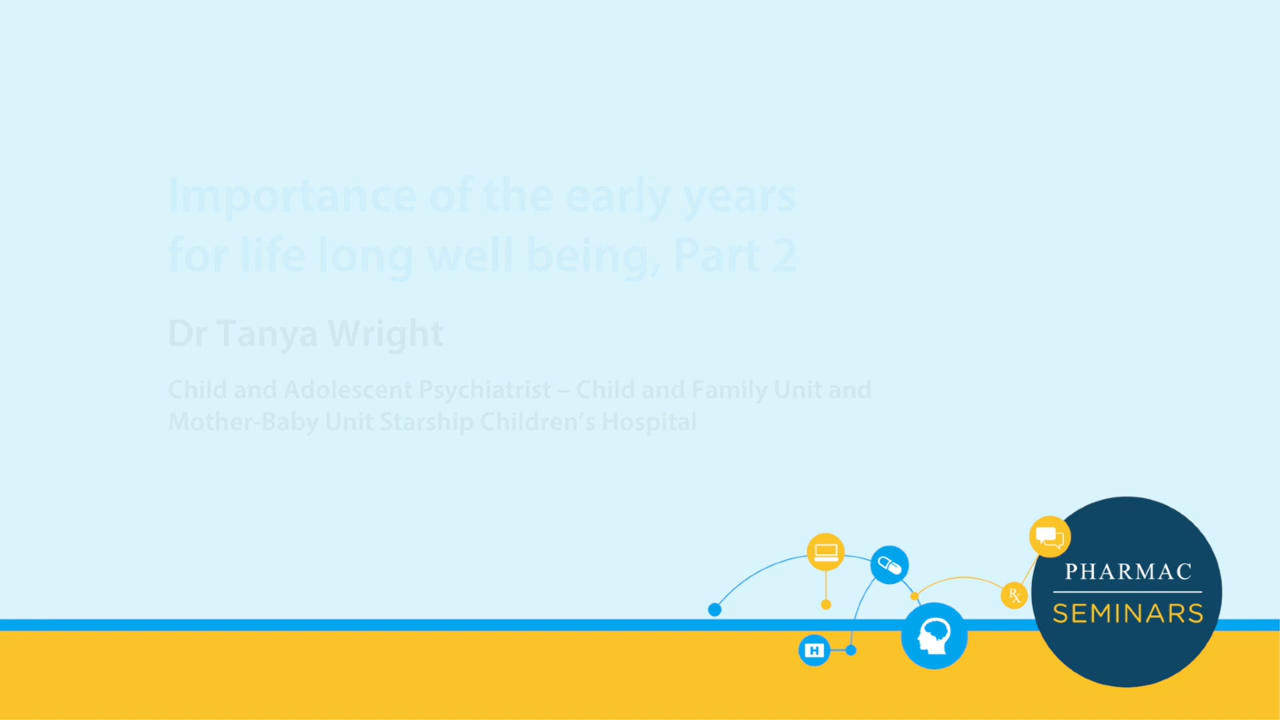 Importance of the early years
for life long well being, Part 2
Dr Tanya Wright
Child and Adolescent Psychiatrist – Child and Family Unit and
Mother-Baby Unit Starship Children’s Hospital
H
Rx
PHARMAC
SEMINARS